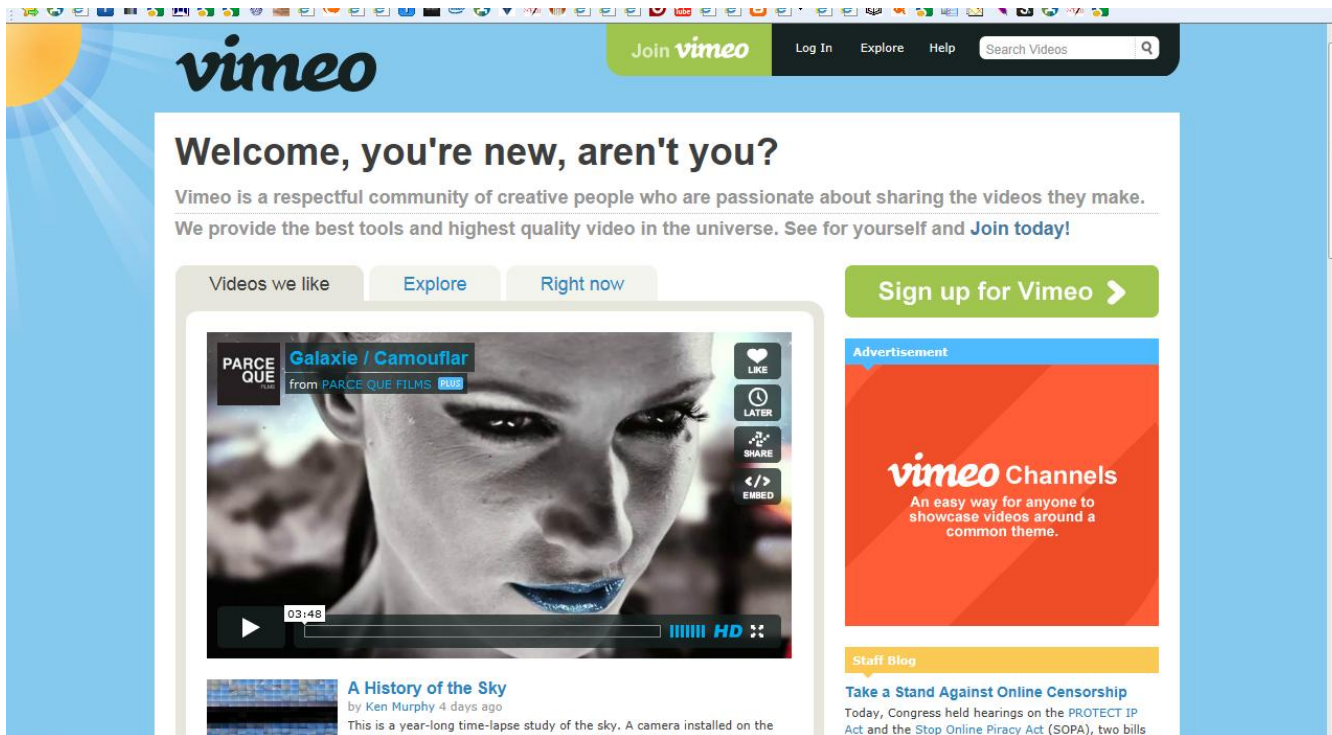 vimeo
Join vimeo
Log In
Explore
Help
Search Videos
Welcome, you're new, aren't you?
Vimeo is a respectful community of creative people who are passionate about sharing the videos they make.
We provide the best tools and highest quality video in the universe. See for yourself and Join today!
Videos we like
Explore
Right now
PARCE
QUE
FILMS
Galaxie / Camouflar
from PARCE QUE FILMS PLUS
LIKE
LATER
SHARE
</>
EMBED
03:48
HD
A History of the Sky
by Ken Murphy 4 days ago
This is a year-long time-lapse study of the sky. A camera installed on the
Sign up for Vimeo
Advertisement
vimeo Channels
An easy way for anyone to
showcase videos around a
common theme.
Staff Blog
Take a Stand Against Online Censorship
Today, Congress held hearings on the PROTECT IP
Act and the Stop Online Piracy Act (SOPA), two bills